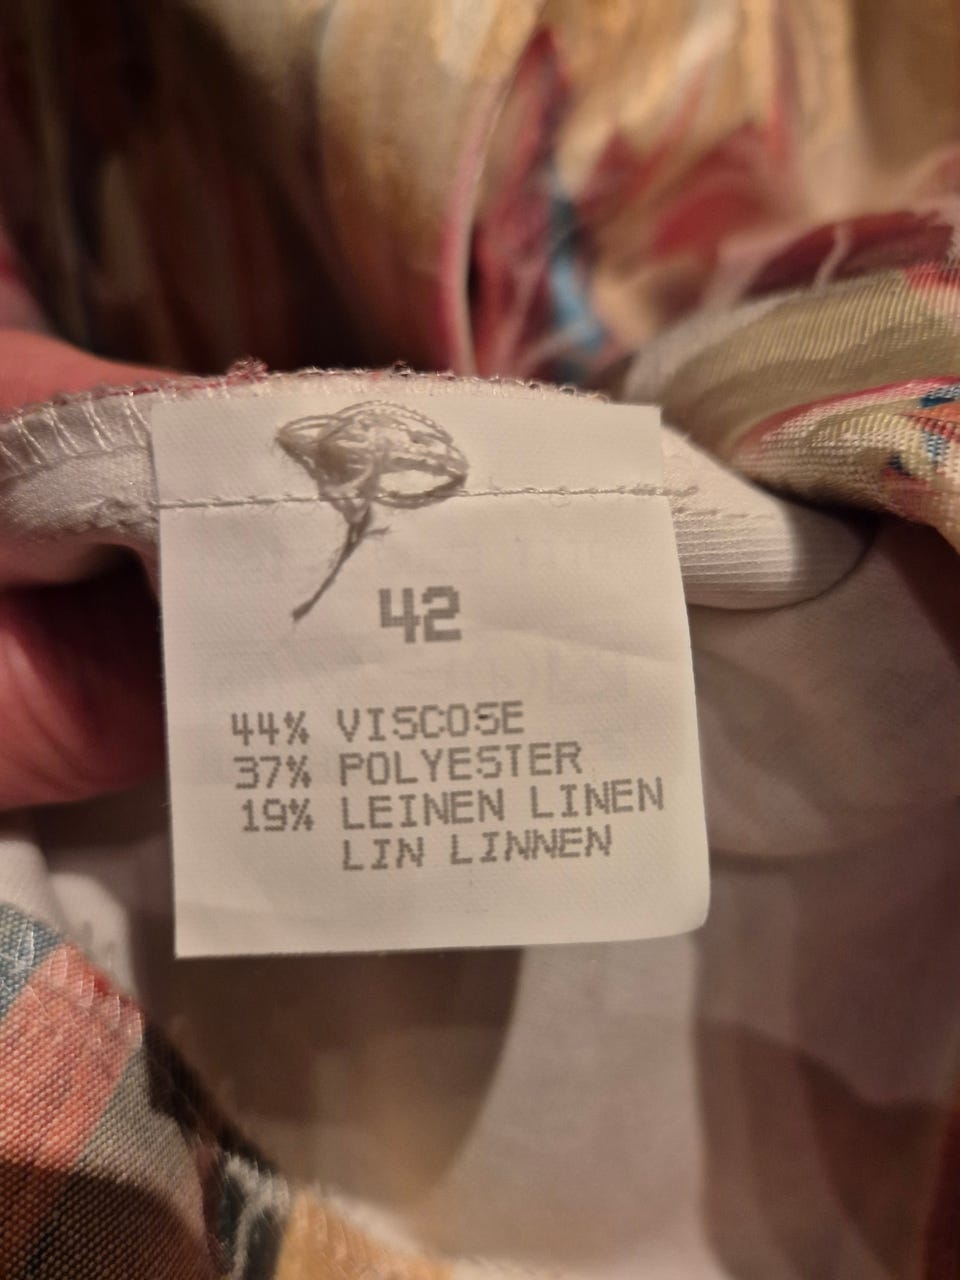 42
44% VISCOSE
37% POLYESTER
19% LEINEN LINEN
LIN LINNEN